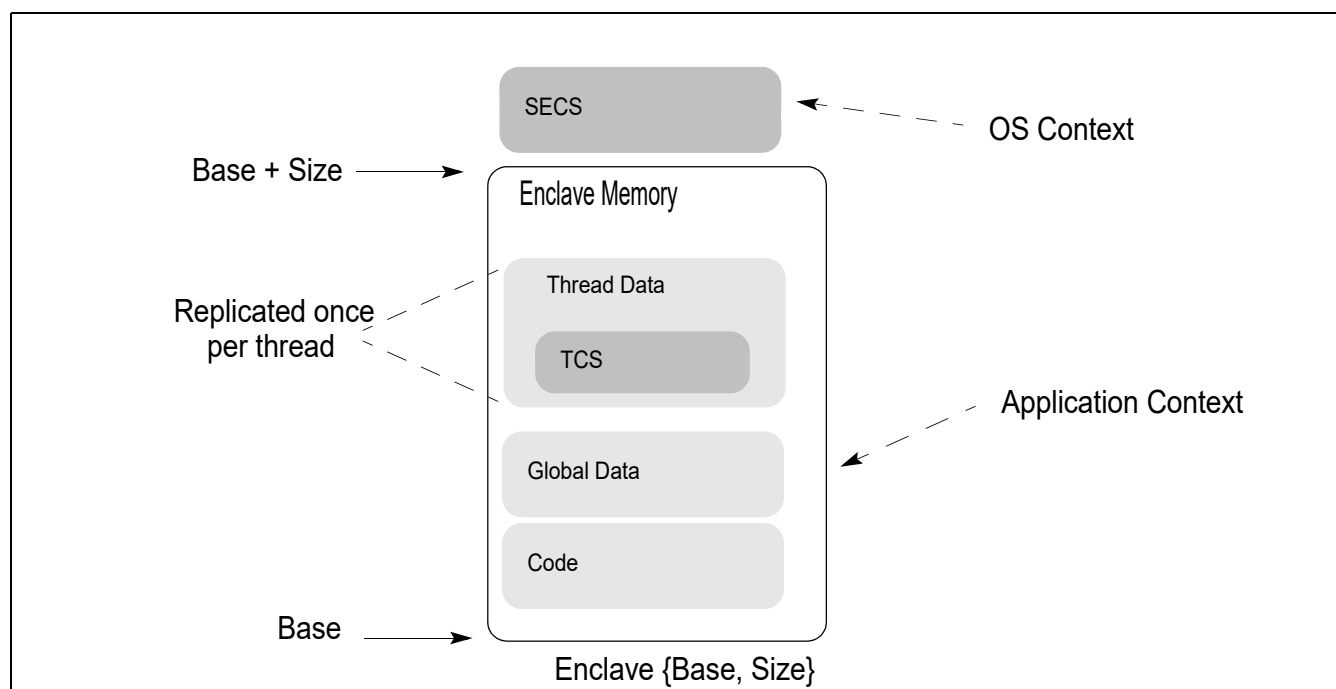 SECS
OS Context
Base + Size
Enclave Memory
Thread Data
Replicated once
per thread
TCS
Application Context
Global Data
Code
Base
Enclave {Base, Size}